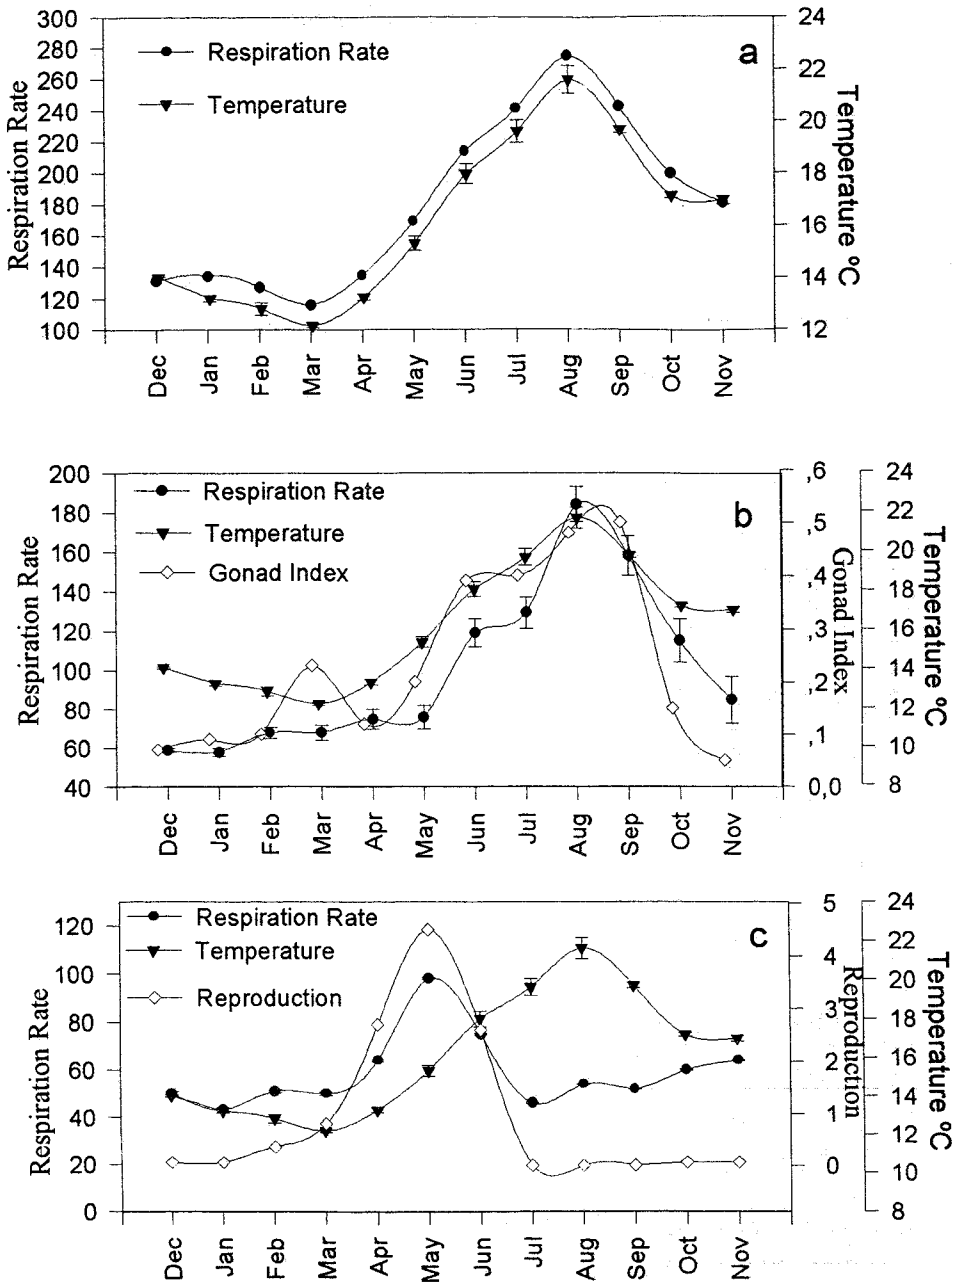 a
Respiration Rate
Temperature
300
280
260
240
220
200
180
160
140
120
100
Respiration Rate
24
22
20
18
16
14
12
Temperature ºC
Dec Jan Feb Mar Apr May Jun Jul Aug Sep Oct Nov
b
Respiration Rate
Temperature
Gonad Index
200
180
160
140
120
100
80
60
40
Respiration Rate
,6
,5
,4
,3
,2
,1
0,0
Gonad Index
24
22
20
18
16
14
12
10
8
Temperature ºC
Dec Jan Feb Mar Apr May Jun Jul Aug Sep Oct Nov
c
Respiration Rate
Temperature
Reproduction
120
100
80
60
40
20
0
Respiration Rate
5
4
3
2
1
0
Reproduction
24
22
20
18
16
14
12
10
8
Temperature ºC
Dec Jan Feb Mar Apr May Jun Jul Aug Sep Oct Nov